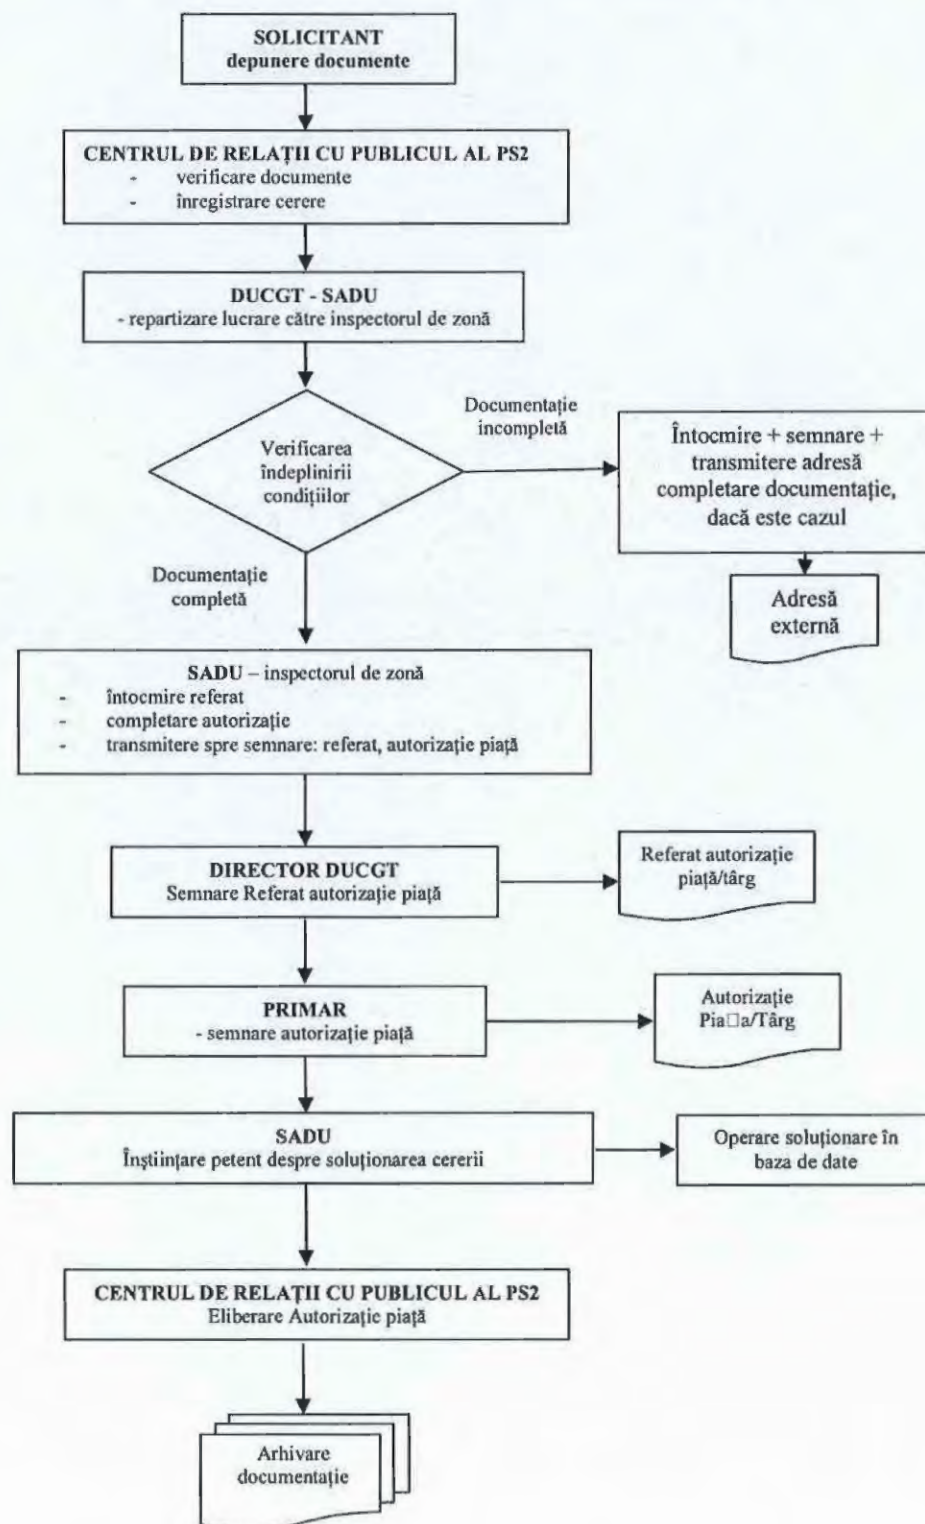 SOLICITANT
depunere documente
CENTRUL DE RELAȚII CU PUBLICUL AL PS2
- verificare documente
- înregistrare cerere
DUCGT - SADU
- repartizare lucrare către inspectorul de zonă
Verificarea
îndeplinirii
condițiilor
Documentație
incompletă
Întocmire + semnare +
transmitere adresă
completare documentație,
dacă este cazul
Adresă
externă
Documentație
completă
SADU – inspectorul de zonă
- întocmire referat
- completare autorizație
- transmitere spre semnare: referat, autorizație piață
DIRECTOR DUCGT
Semnare Referat autorizație piață
Referat autorizație
piață/târg
PRIMAR
- semnare autorizație piață
Autorizație
Pia□a/Târg
SADU
Înștiințare petent despre soluționarea cererii
Operare soluționare în
baza de date
CENTRUL DE RELAȚII CU PUBLICUL AL PS2
Eliberare Autorizație piață
Arhivare
documentație